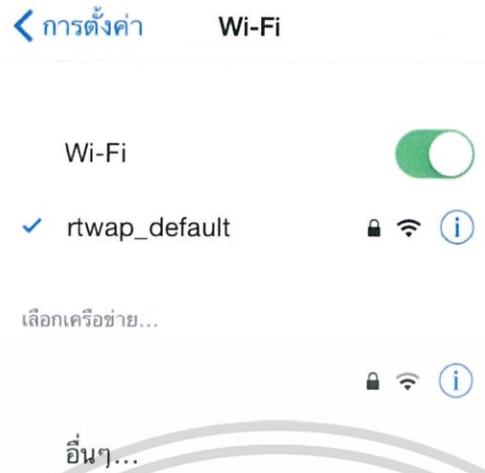 การตั้งค่า Wi-Fi
Wi-Fi
rtwap_default
เลือกเครือข่าย...
อื่นๆ...